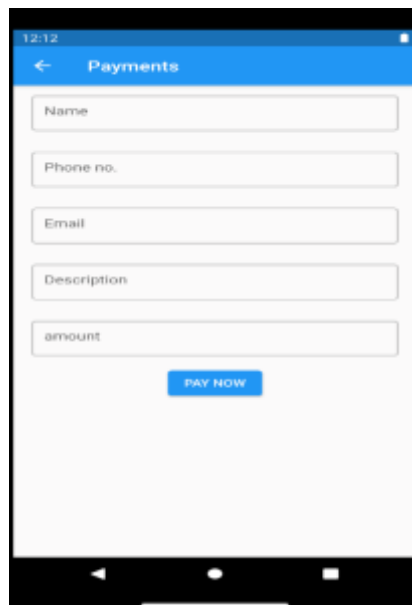 12:12
Payments
Name
Phone no.
Email
Description
amount
PAY NOW